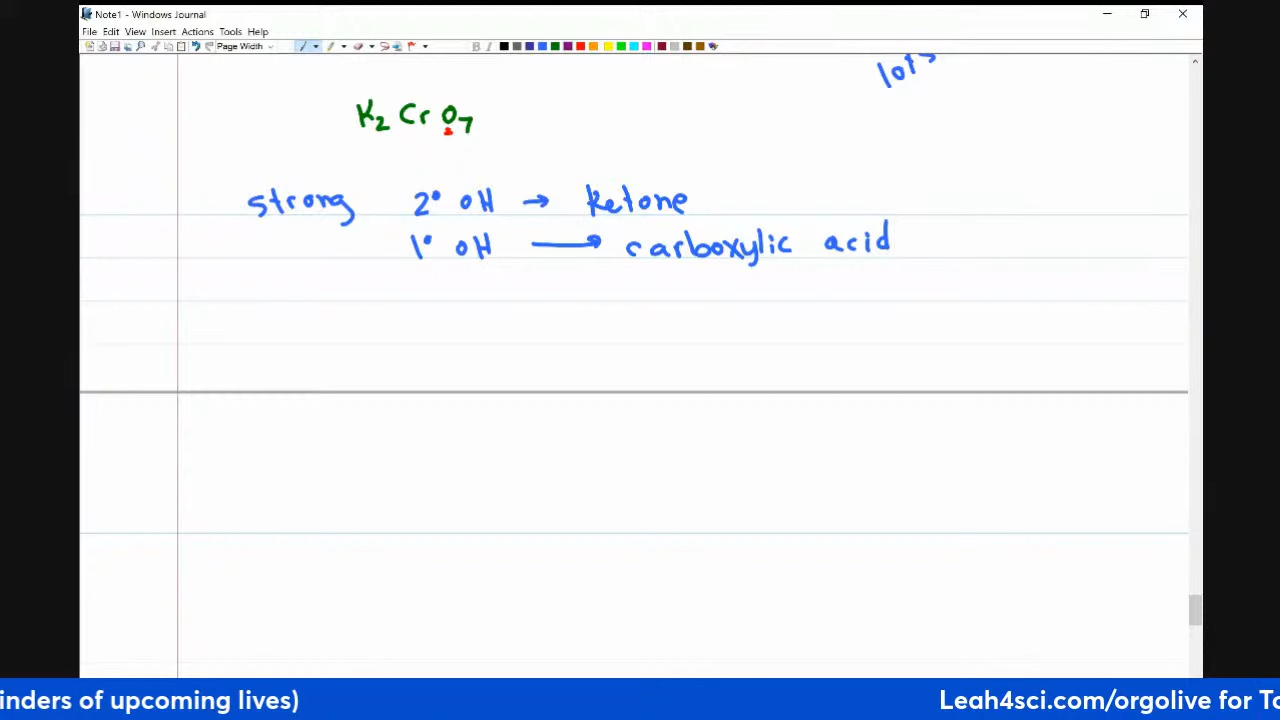 Note1 - Windows Journal
File Edit View Insert Actions Tools Help
Page Width
B I
lots
K2 Cr O7
strong 2° OH → Ketone
1° OH → carboxylic acid
inders of upcoming lives)
Leah4sci.com/orgolive for To